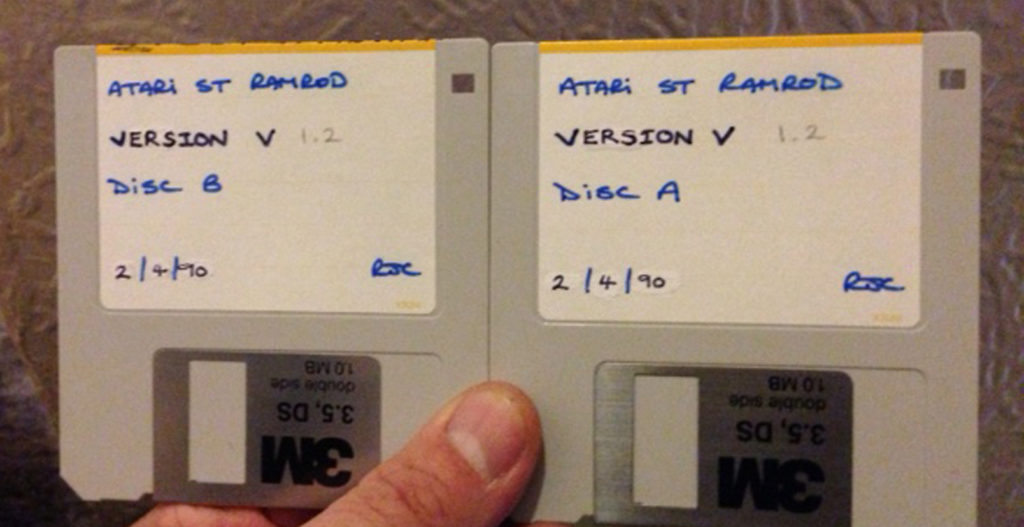 ATARI ST RAMROD
VERSION V 1.2
DISC B
2/4/90 RJC
3M
3.5, DS
double side
1.0 MB
ATARI ST RAMROD
VERSION V 1.2
DISC A
2/4/90 RJC
3M
3.5, DS
double side
1.0 MB